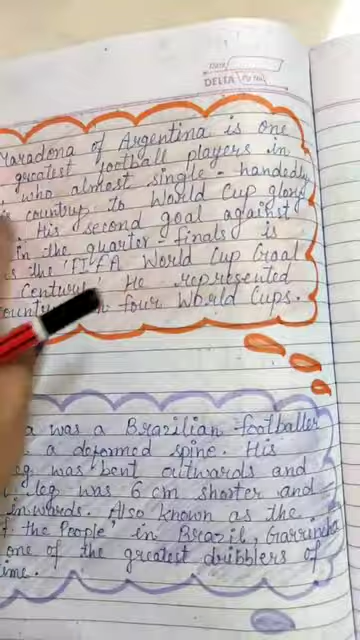 Date
DELTA Pg No.
Maradona of Argentina is one
greatest football players in
who almost single-handedly
country to World Cup glory
His second goal against
in the quarter-finals is
the 'FIFA World Cup Goal
Century' He represented
four World Cups.
a was a Brazilian footballer
a deformed spine. His
leg was bent outwards and
leg was 6 cm shorter and
inwards. Also known as the
the People' in Brazil, Garrincha
one of the greatest dribblers of
time.